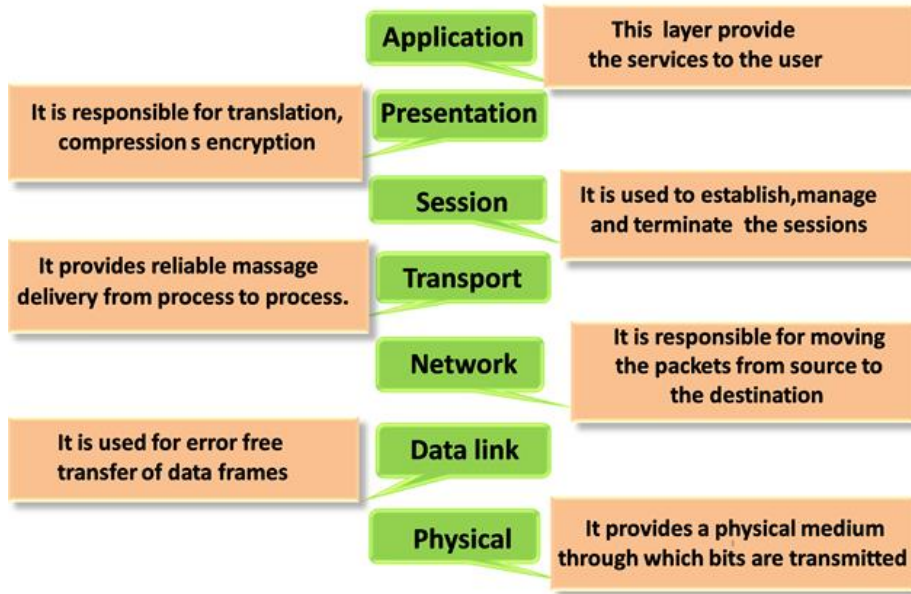 Application
This layer provide
the services to the user
Presentation
It is responsible for translation,
compression s encryption
Session
It is used to establish,manage
and terminate the sessions
Transport
It provides reliable massage
delivery from process to process.
Network
It is responsible for moving
the packets from source to
the destination
Data link
It is used for error free
transfer of data frames
Physical
It provides a physical medium
through which bits are transmitted